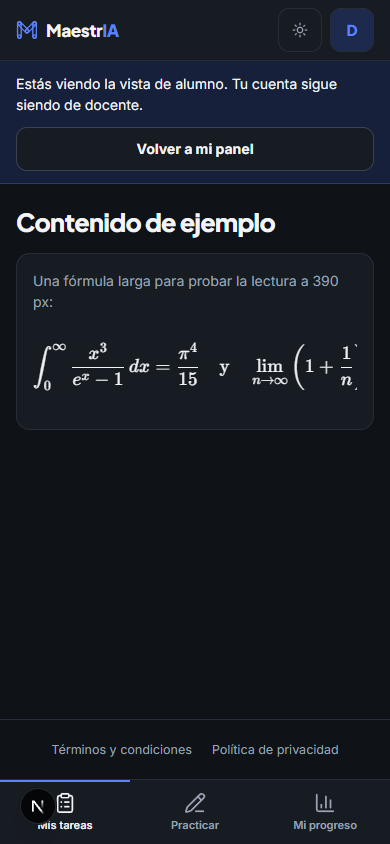 MaestrIA
D
Estás viendo la vista de alumno. Tu cuenta sigue
siendo de docente.
Volver a mi panel
Contenido de ejemplo
Una fórmula larga para probar la lectura a 390
px:
∫₀^∞ x³/(eˣ − 1) dx = π⁴/15 y lim n→∞ (1 + 1/n)
Términos y condiciones Política de privacidad
N
Mis tareas Practicar Mi progreso